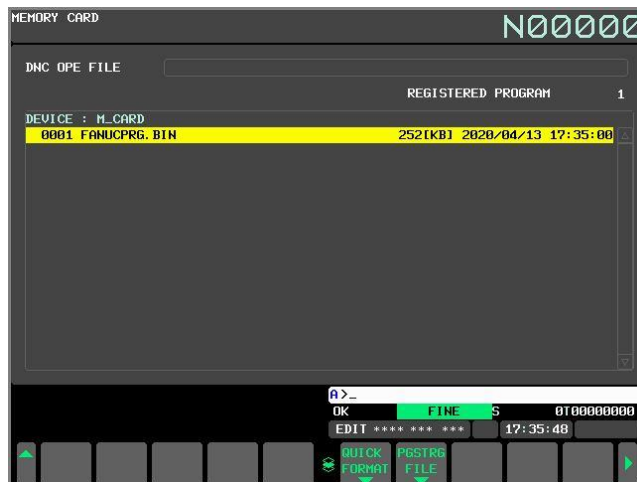 MEMORY CARD N00000
DNC OPE FILE
REGISTERED PROGRAM 1
DEVICE : M_CARD
0001 FANUCPRG.BIN 252[KB] 2020/04/13 17:35:00
A>_
OK FINE S 0T00000000
EDIT **** *** *** 17:35:48
QUICK PGSTRG
FORMAT FILE